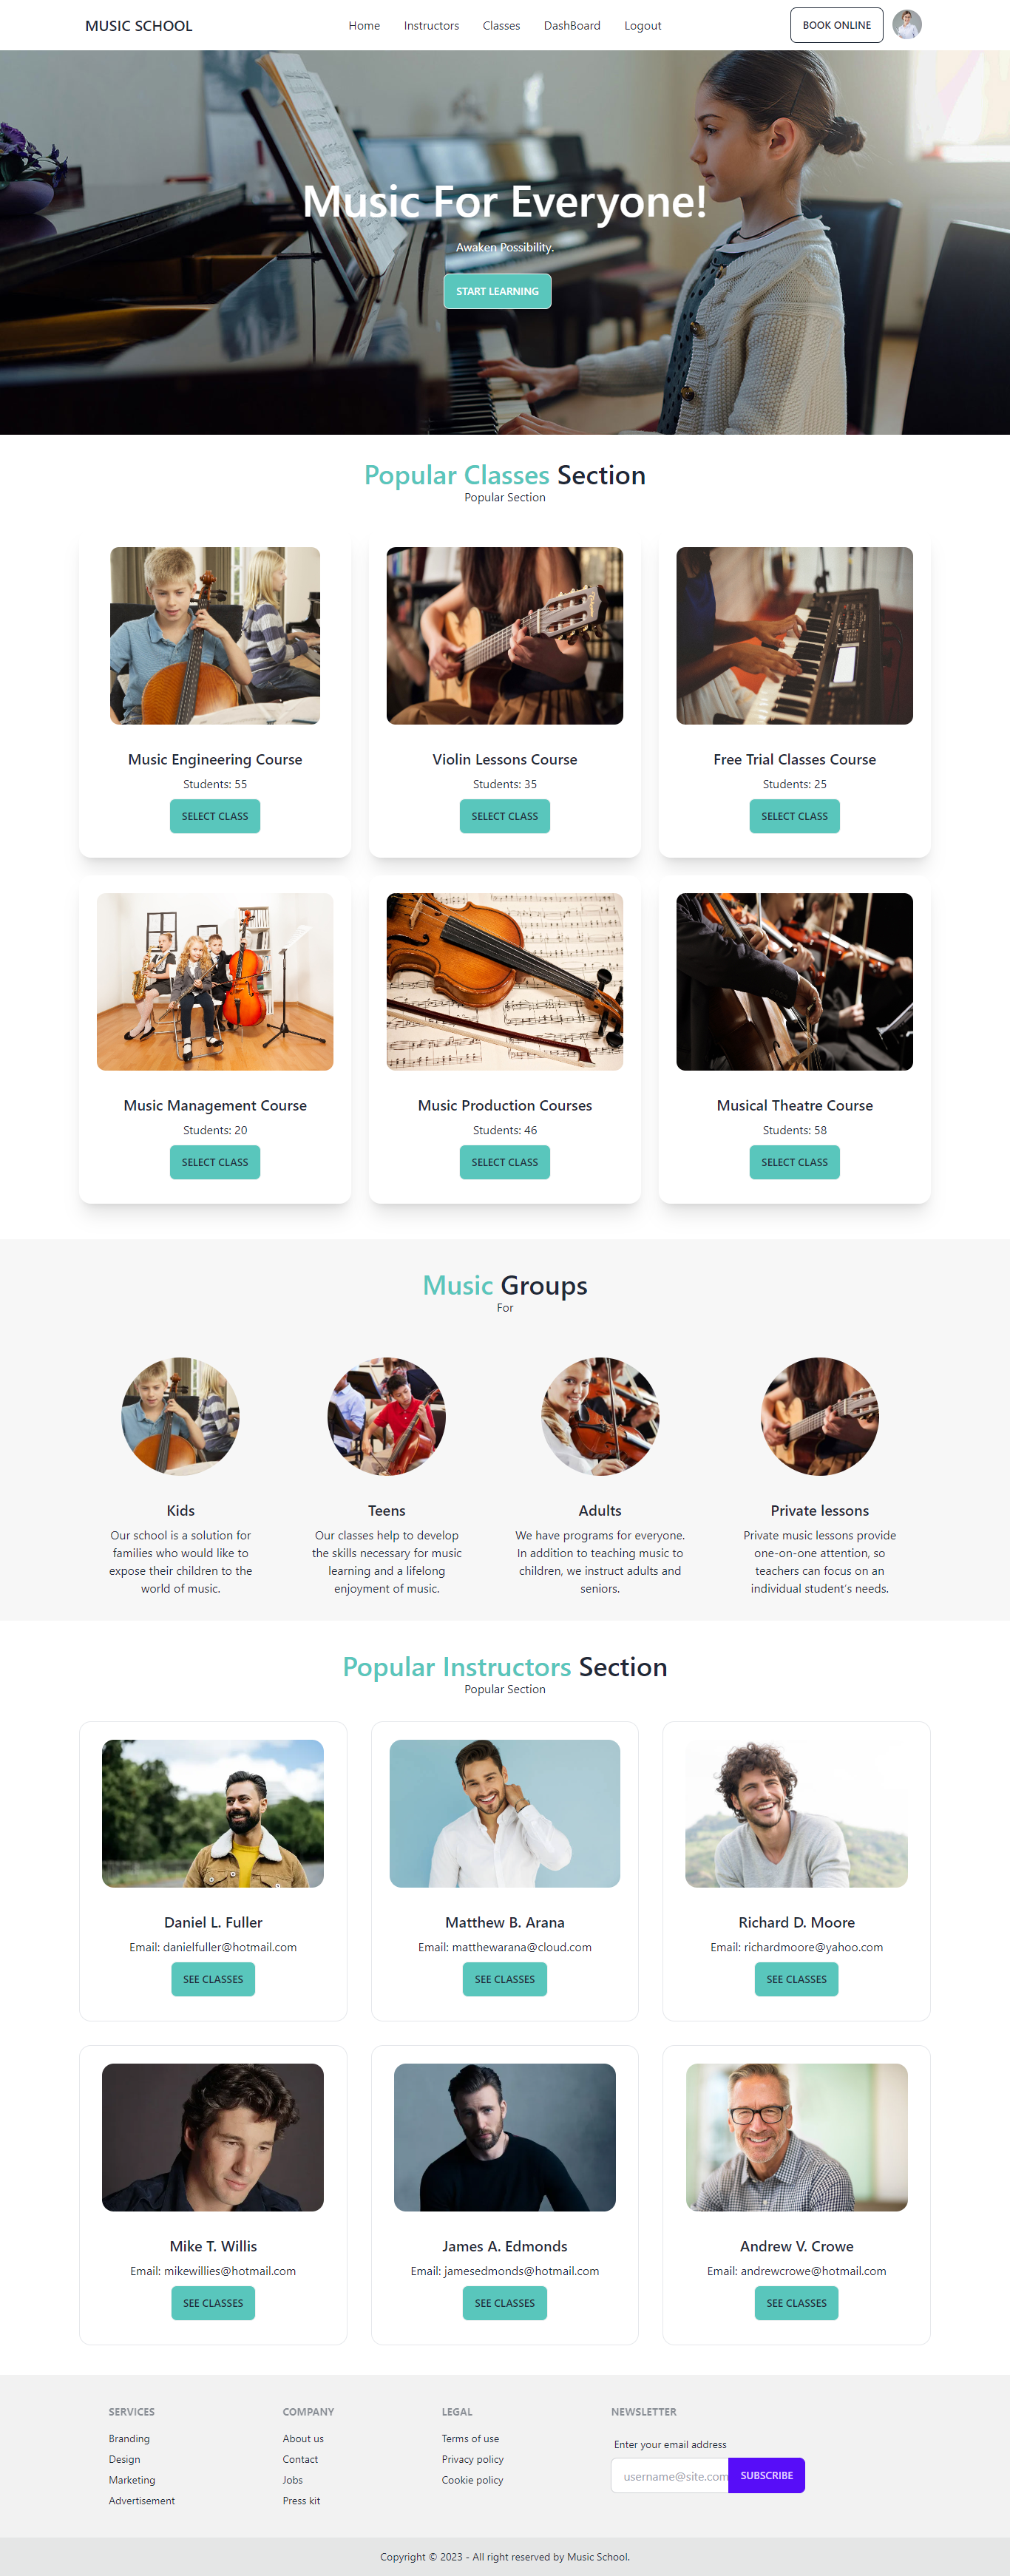 MUSIC SCHOOL
Home Instructors Classes DashBoard Logout
BOOK ONLINE
Music For Everyone!
Awaken Possibility.
START LEARNING
Popular Classes Section
Popular Section
Music Engineering Course
Students: 55
SELECT CLASS
Violin Lessons Course
Students: 35
SELECT CLASS
Free Trial Classes Course
Students: 25
SELECT CLASS
Music Management Course
Students: 20
SELECT CLASS
Music Production Courses
Students: 46
SELECT CLASS
Musical Theatre Course
Students: 58
SELECT CLASS
Music Groups
For
Kids
Our school is a solution for
families who would like to
expose their children to the
world of music.
Teens
Our classes help to develop
the skills necessary for music
learning and a lifelong
enjoyment of music.
Adults
We have programs for everyone.
In addition to teaching music to
children, we instruct adults and
seniors.
Private lessons
Private music lessons provide
one-on-one attention, so
teachers can focus on an
individual student's needs.
Popular Instructors Section
Popular Section
Daniel L. Fuller
Email: danielfuller@hotmail.com
SEE CLASSES
Matthew B. Arana
Email: matthewarana@cloud.com
SEE CLASSES
Richard D. Moore
Email: richardmoore@yahoo.com
SEE CLASSES
Mike T. Willis
Email: mikewillies@hotmail.com
SEE CLASSES
James A. Edmonds
Email: jamesedmonds@hotmail.com
SEE CLASSES
Andrew V. Crowe
Email: andrewcrowe@hotmail.com
SEE CLASSES
SERVICES
Branding
Design
Marketing
Advertisement
COMPANY
About us
Contact
Jobs
Press kit
LEGAL
Terms of use
Privacy policy
Cookie policy
NEWSLETTER
Enter your email address
username@site.com
SUBSCRIBE
Copyright © 2023 - All right reserved by Music School.